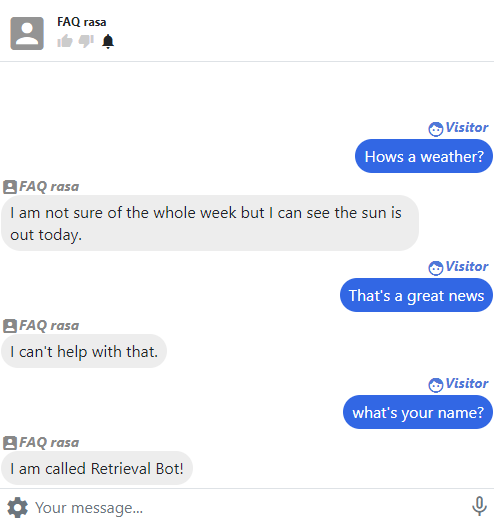 FAQ rasa
Visitor
Hows a weather?
FAQ rasa
I am not sure of the whole week but I can see the sun is
out today.
Visitor
That's a great news
FAQ rasa
I can't help with that.
Visitor
what's your name?
FAQ rasa
I am called Retrieval Bot!
Your message...